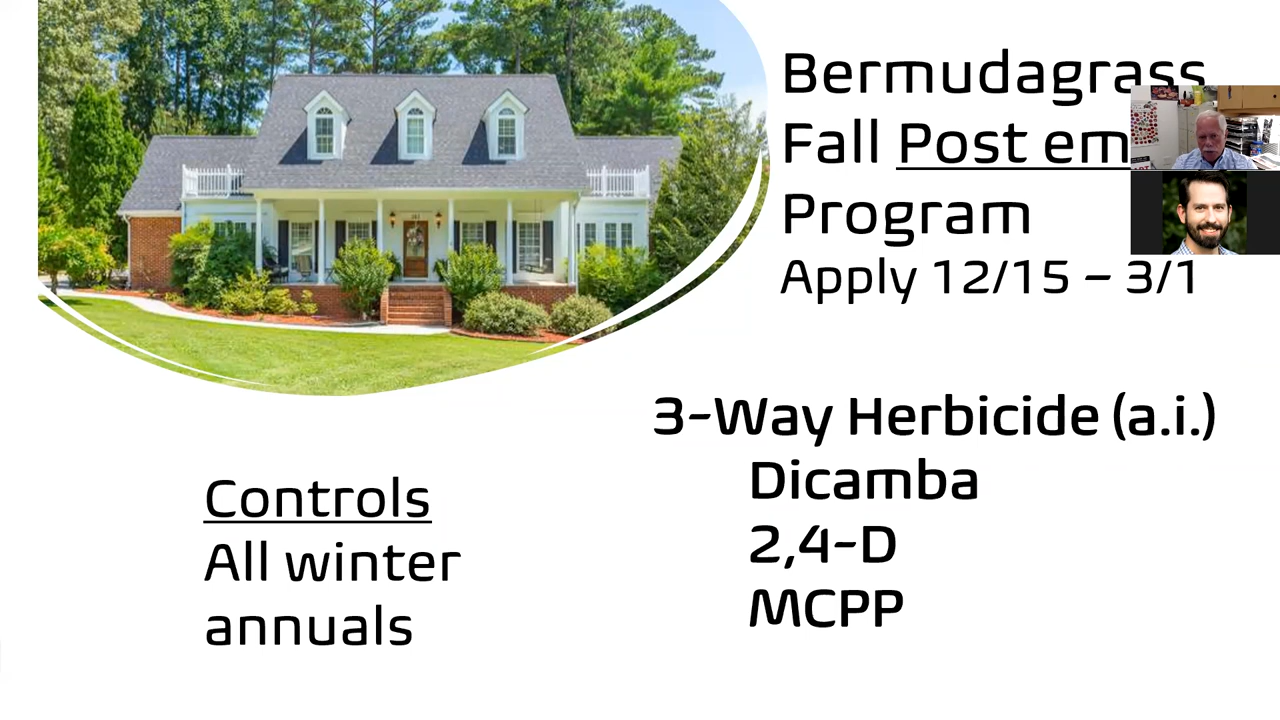 Bermudagrass
Fall Post em
Program
Apply 12/15 – 3/1
3-Way Herbicide (a.i.)
Dicamba
2,4-D
MCPP
Controls
All winter
annuals